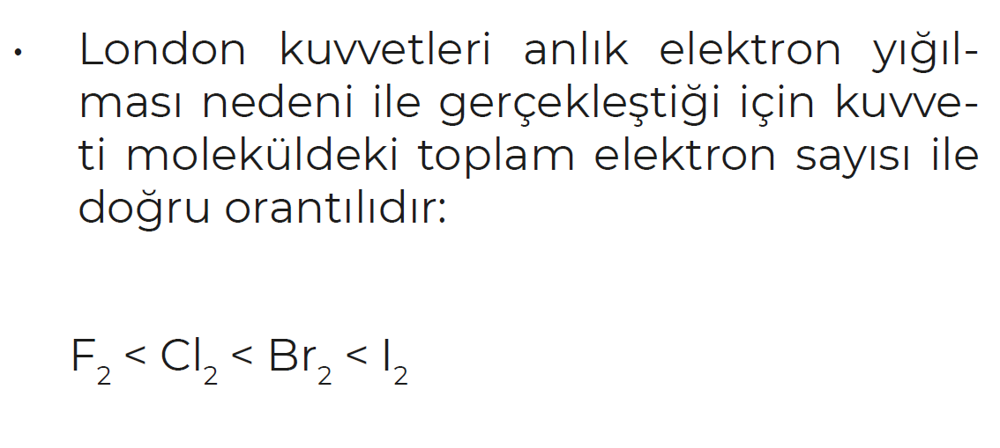 • London kuvvetleri anlık elektron yığıl-
ması nedeni ile gerçekleştiği için kuvve-
ti moleküldeki toplam elektron sayısı ile
doğru orantılıdır:
F₂ < Cl₂ < Br₂ < I₂